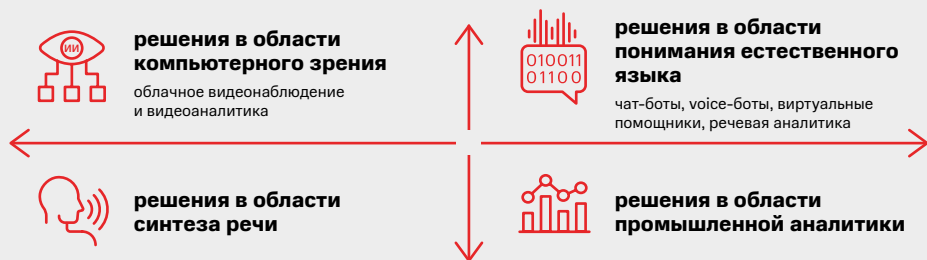 ИИ
решения в области
компьютерного зрения
облачное видеонаблюдение
и видеоаналитика
010011
01100
решения в области
понимания естественного
языка
чат-боты, voice-боты, виртуальные
помощники, речевая аналитика
решения в области
синтеза речи
решения в области
промышленной аналитики